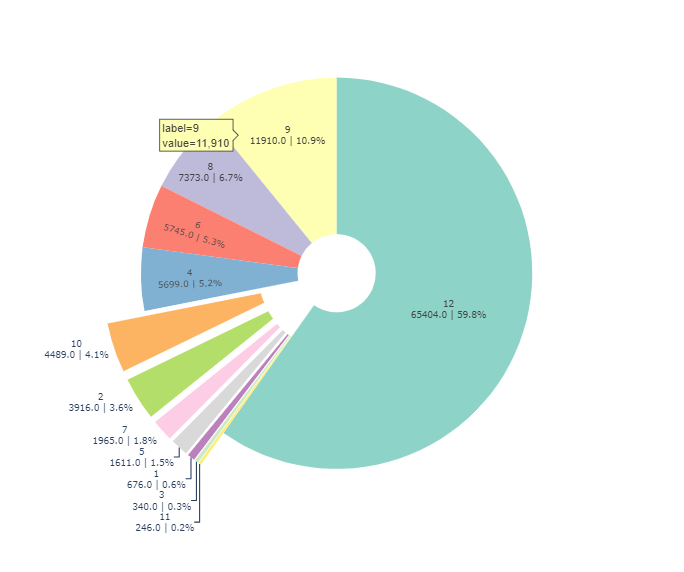 9
11910.0 | 10.9%
label=9
value=11,910
8
7373.0 | 6.7%
6
5745.0 | 5.3%
4
5699.0 | 5.2%
12
65404.0 | 59.8%
10
4489.0 | 4.1%
2
3916.0 | 3.6%
7
1965.0 | 1.8%
5
1611.0 | 1.5%
1
676.0 | 0.6%
3
340.0 | 0.3%
11
246.0 | 0.2%